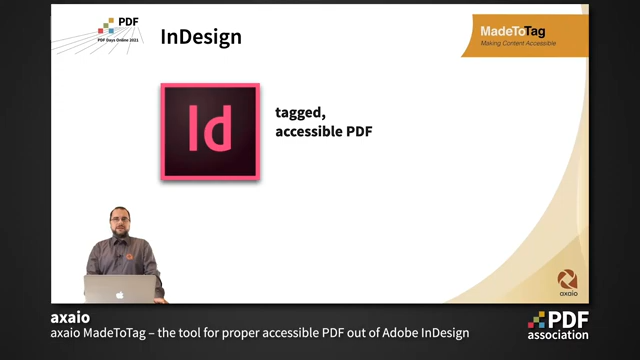 PDF
PDF Days Online 2021
InDesign
MadeToTag
Making Content Accessible
Id
tagged,
accessible PDF
axaio
axaio
axaio MadeToTag – the tool for proper accessible PDF out of Adobe InDesign
PDF
association